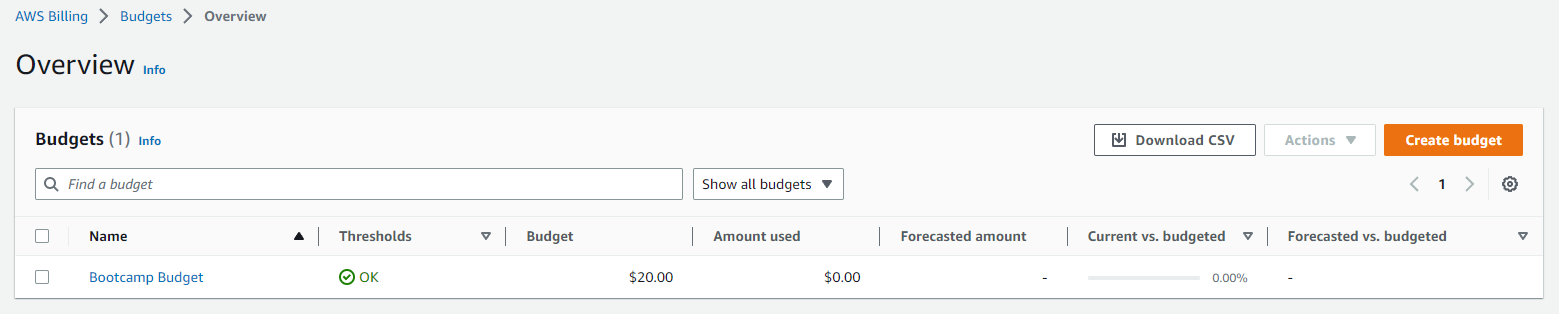 AWS Billing > Budgets > Overview
Overview Info
Budgets (1) Info Download CSV Actions Create budget
Find a budget Show all budgets 1
Name Thresholds Budget Amount used Forecasted amount Current vs. budgeted Forecasted vs. budgeted
Bootcamp Budget OK $20.00 $0.00 - 0.00% -